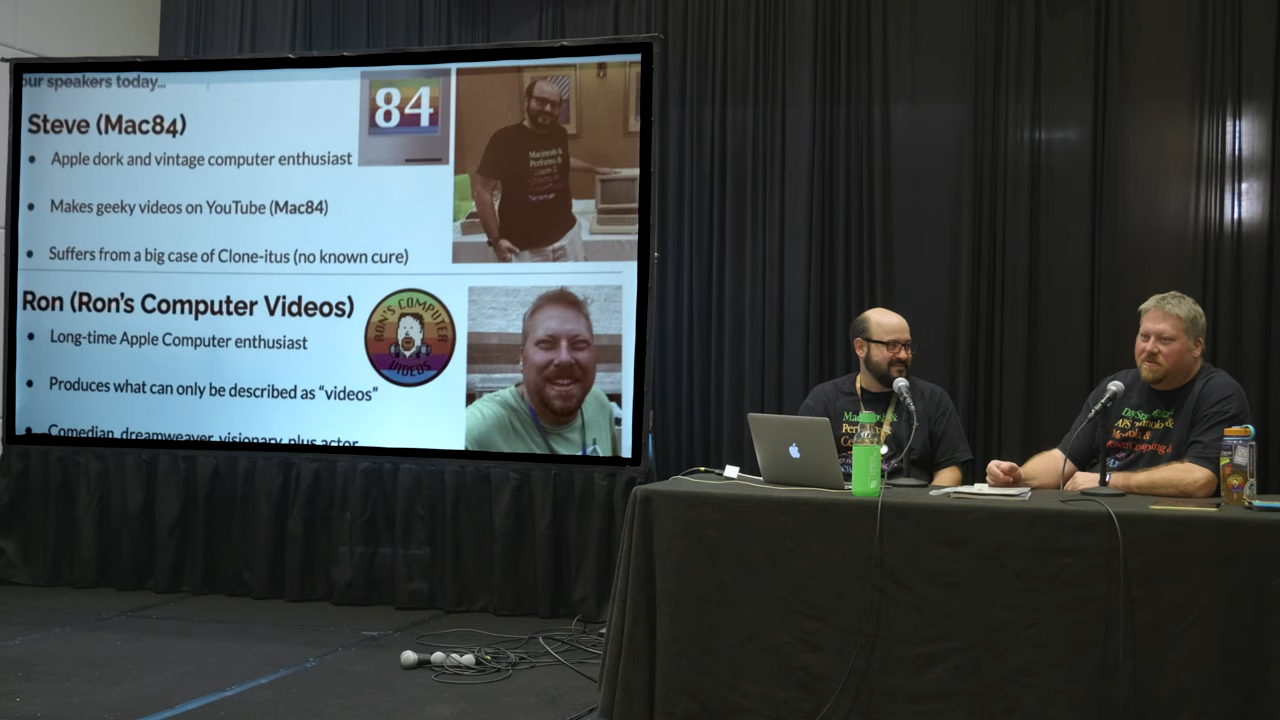 our speakers today...
Steve (Mac84)
84
• Apple dork and vintage computer enthusiast
• Makes geeky videos on YouTube (Mac84)
• Suffers from a big case of Clone-itus (no known cure)
Macintosh &
Performa &
Ron (Ron's Computer Videos)
RON'S COMPUTER
VIDEOS
• Long-time Apple Computer enthusiast
• Produces what can only be described as "videos"
• Comedian, dreamweaver, visionary, plus actor